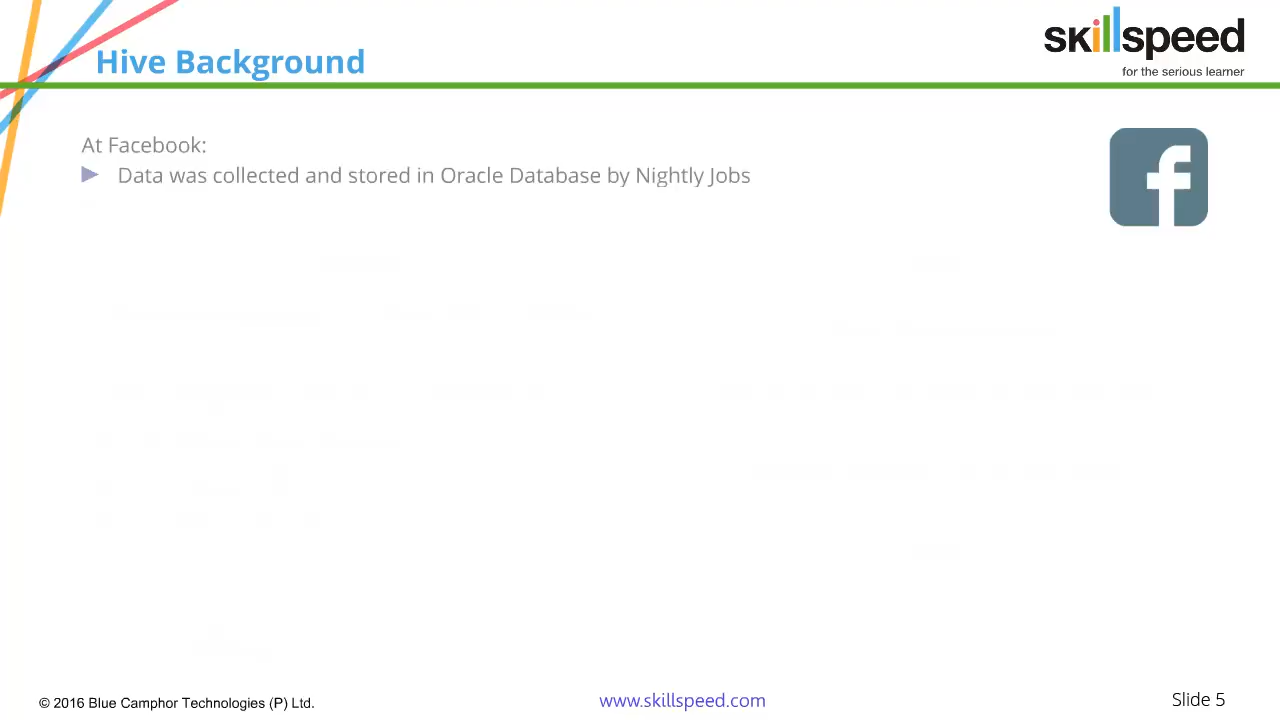 Hive Background
skillspeed
for the serious learner
At Facebook:
Data was collected and stored in Oracle Database by Nightly Jobs
f
© 2016 Blue Camphor Technologies (P) Ltd.
www.skillspeed.com
Slide 5